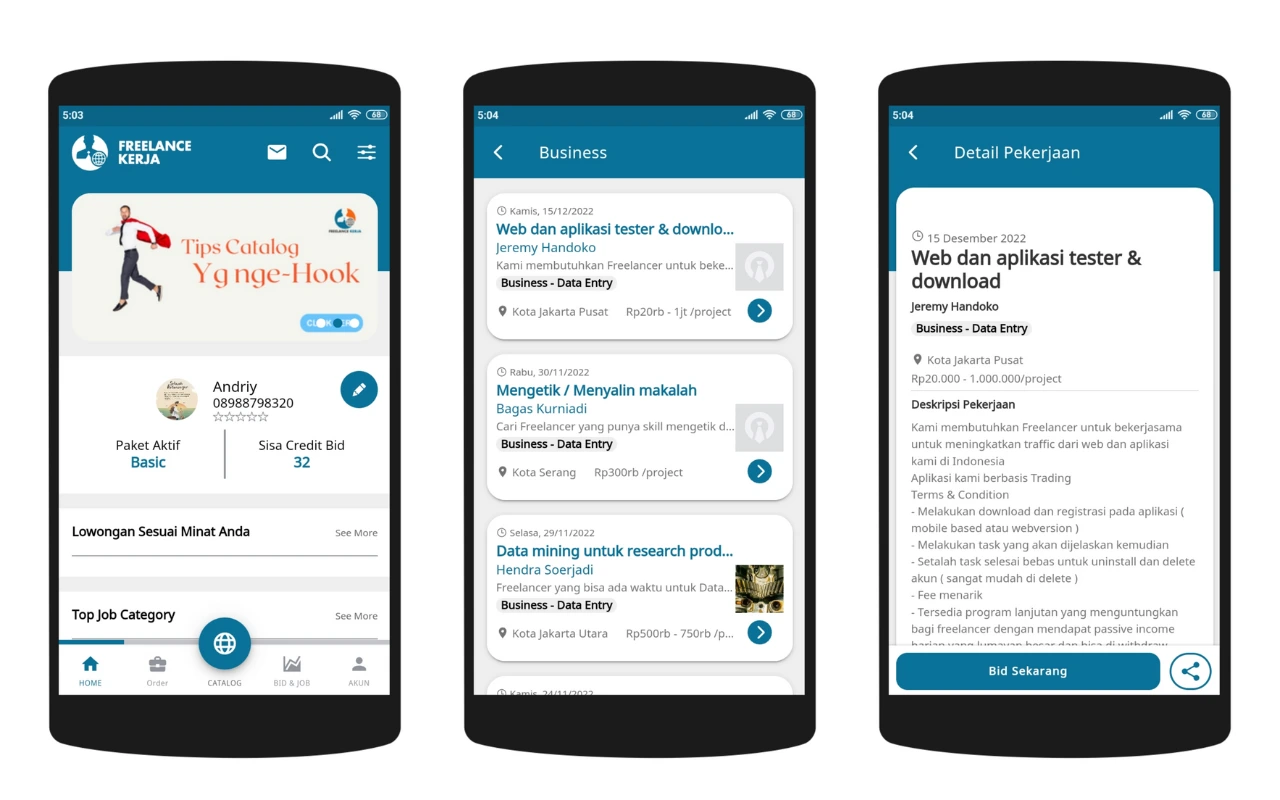 5:03
68
FREELANCE
KERJA
FREELANCE KERJA
Tips Catalog
Yg nge-Hook
Andriy
08988798320
Paket Aktif
Basic
Sisa Credit Bid
32
Lowongan Sesuai Minat Anda
See More
Top Job Category
See More
HOME
Order
CATALOG
BID & JOB
AKUN
5:04
68
Business
Kamis, 15/12/2022
Web dan aplikasi tester & downlo...
Jeremy Handoko
Kami membutuhkan Freelancer untuk beke...
Business - Data Entry
Kota Jakarta Pusat
Rp20rb - 1jt /project
Rabu, 30/11/2022
Mengetik / Menyalin makalah
Bagas Kurniadi
Cari Freelancer yang punya skill mengetik d...
Business - Data Entry
Kota Serang
Rp300rb /project
Selasa, 29/11/2022
Data mining untuk research prod...
Hendra Soerjadi
Freelancer yang bisa ada waktu untuk Data...
Business - Data Entry
Kota Jakarta Utara
Rp500rb - 750rb /p...
Kamis, 24/11/2022
5:04
68
Detail Pekerjaan
15 Desember 2022
Web dan aplikasi tester &
download
Jeremy Handoko
Business - Data Entry
Kota Jakarta Pusat
Rp20.000 - 1.000.000/project
Deskripsi Pekerjaan
Kami membutuhkan Freelancer untuk bekerjasama
untuk meningkatkan traffic dari web dan aplikasi
kami di Indonesia
Aplikasi kami berbasis Trading
Terms & Condition
- Melakukan download dan registrasi pada aplikasi (
mobile based atau webversion )
- Melakukan task yang akan dijelaskan kemudian
- Setalah task selesai bebas untuk uninstall dan delete
akun ( sangat mudah di delete )
- Fee menarik
- Tersedia program lanjutan yang menguntungkan
bagi freelancer dengan mendapat passive income
harian yang lumayan besar dan bisa di withdraw
Bid Sekarang